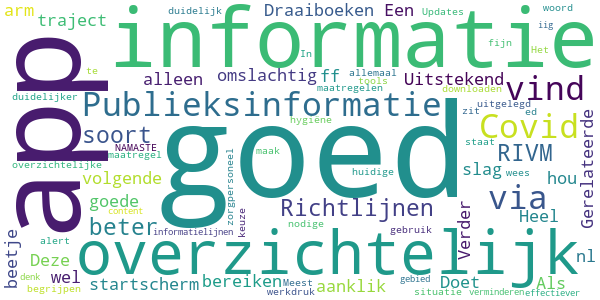 arm
informatie
duidelijk
Draaiboeken
Een
Updates
woord
iig
traject
In
fijn
Het
app
te
alleen
omslachtig
ff
allemaal
tools
maatregelen
Uitstekend
downloaden
vind
duidelijker
Publieksinformatie
zit
uitgelegd
ed
soort
goed
hygiene
Covid
Gerelateerde
NAMASTE
maatregel
maak
staat
RIVM
overzichtelijke
zorgpersoneel
huidige
slag
wees
volgende
via
hou
goede
content
Richtlijnen
beter
informatielijnen
keuze
nodige
gebruik
Verder
Heel
beetje
alert
overzichtelijk
Deze
nl
denk
wel
startscherm
bereiken
Meest
aanklik
gebied
Doet
Als
begrijpen
werkdruk
situatie
verminderen
effectiever